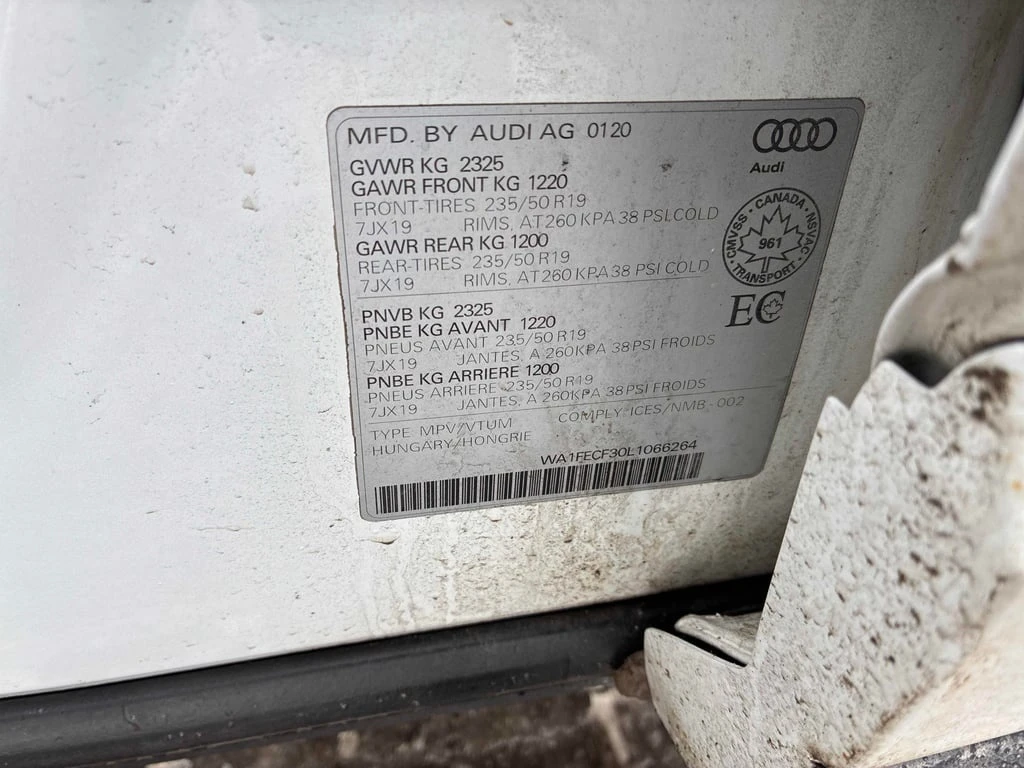 MFD. BY AUDI AG 0120
Audi
GVWR KG 2325
GAWR FRONT KG 1220
FRONT-TIRES 235/50 R19
7JX19 RIMS, AT 260 KPA 38 PSI, COLD
GAWR REAR KG 1200
REAR-TIRES 235/50 R19
7JX19 RIMS, AT 260 KPA 38 PSI COLD
CMVSS · CANADA · NSVAC
961
· TRANSPORT ·
EC
PNVB KG 2325
PNBE KG AVANT 1220
PNEUS AVANT 235/50 R19
7JX19 JANTES, A 260KPA 38PSI FROIDS
PNBE KG ARRIERE 1200
PNEUS ARRIERE 235/50 R19
7JX19 JANTES, A 260KPA 38PSI FROIDS
TYPE MPV/VTUM COMPLY: ICES/NMB-002
HUNGARY/HONGRIE
WA1FECF30L1066264